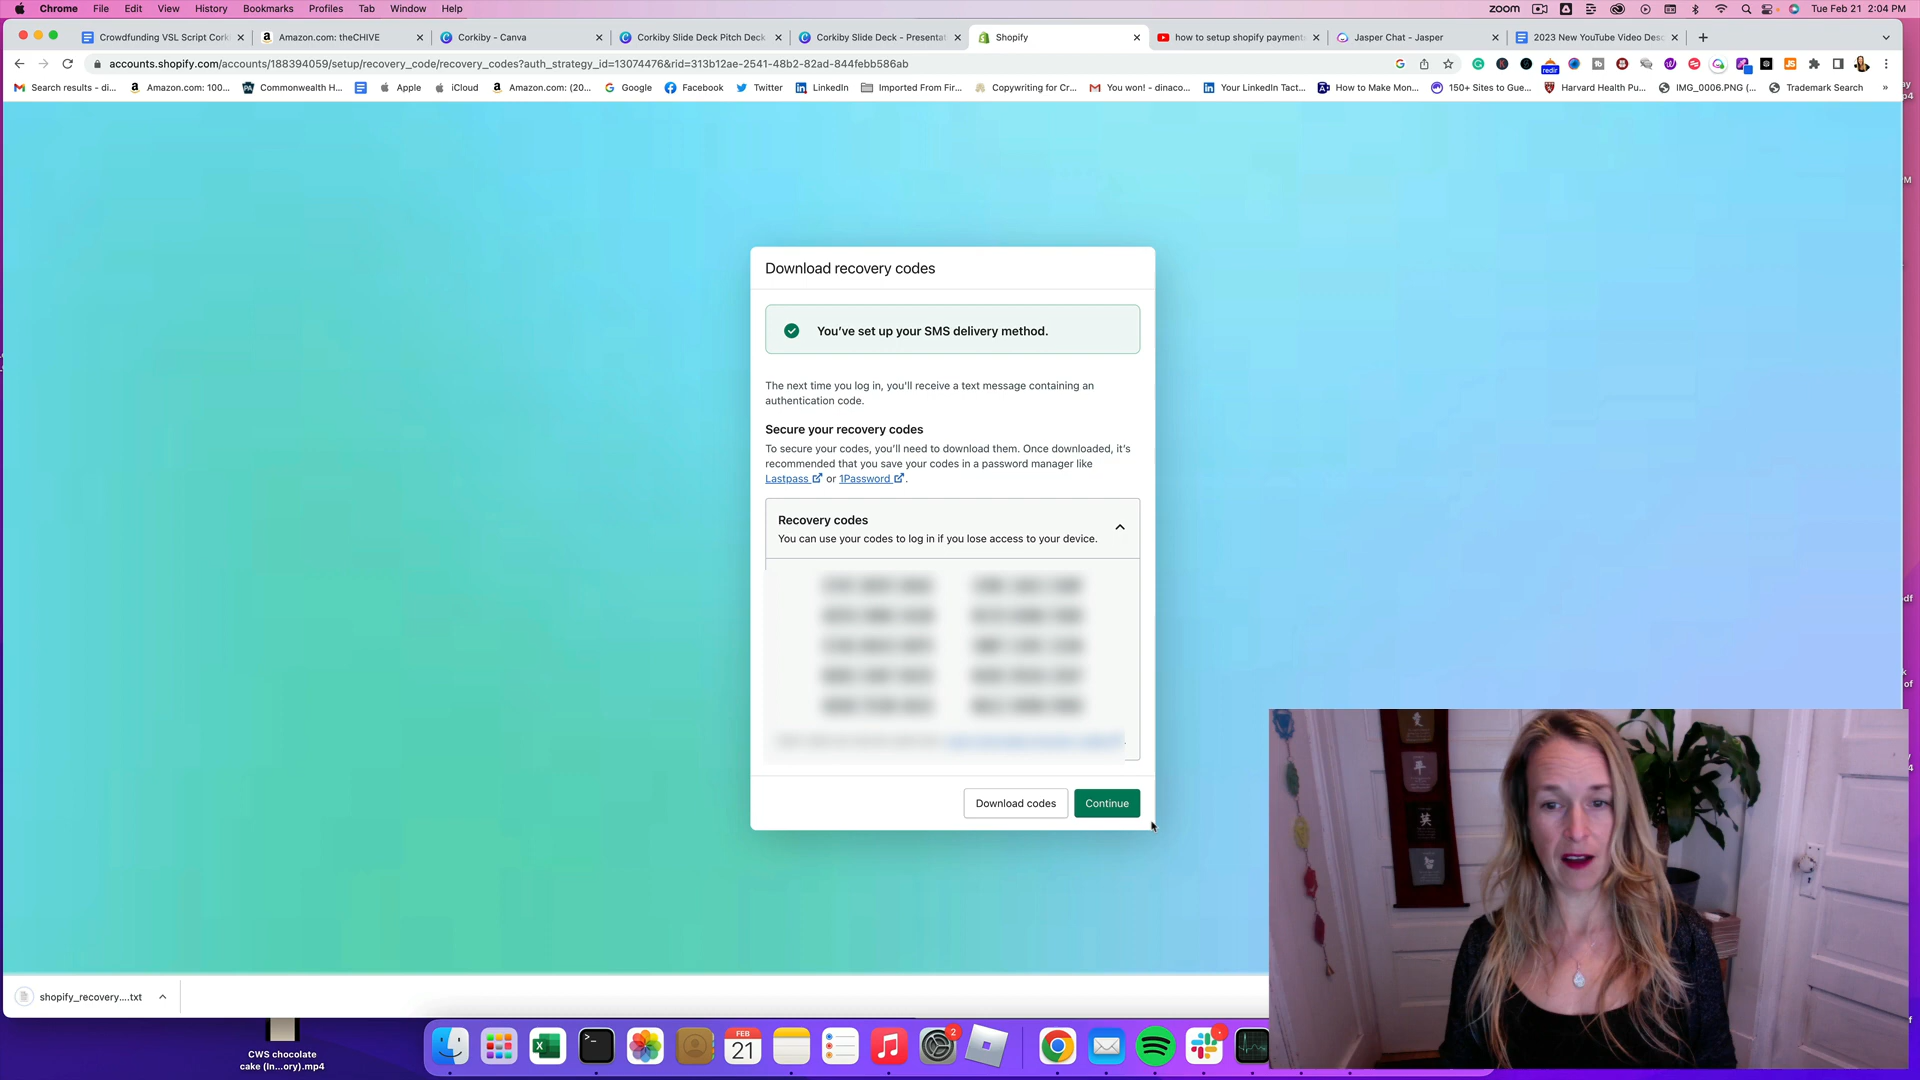 Chrome File Edit View History Bookmarks Profiles Tab Window Help zoom Tue Feb 21 2:04 PM
Crowdfunding VSL Script Cork Amazon.com: theCHIVE Corkiby - Canva Corkiby Slide Deck Pitch Deck Corkiby Slide Deck - Presentat Shopify how to setup shopify payment Jasper Chat - Jasper 2023 New YouTube Video Desc
accounts.shopify.com/accounts/188394059/setup/recovery_code/recovery_codes?auth_strategy_id=13074476&rid=313b12ae-2541-48b2-82ad-844febb586ab
redir
Search results - di... Amazon.com: 100... Commonwealth H... Apple iCloud Amazon.com: (20... Google Facebook Twitter LinkedIn Imported From Fir... Copywriting for Cr... You won! - dinaco... Your LinkedIn Tact... How to Make Mon... 150+ Sites to Gue... Harvard Health Pu... IMG_0006.PNG (... Trademark Search »
Download recovery codes
You've set up your SMS delivery method.
The next time you log in, you'll receive a text message containing an
authentication code.
Secure your recovery codes
To secure your codes, you'll need to download them. Once downloaded, it's
recommended that you save your codes in a password manager like
Lastpass or 1Password .
Recovery codes
You can use your codes to log in if you lose access to your device.
Download codes Continue
shopify_recovery....txt
FEB
21
2
CWS chocolate
cake (In...ory).mp4